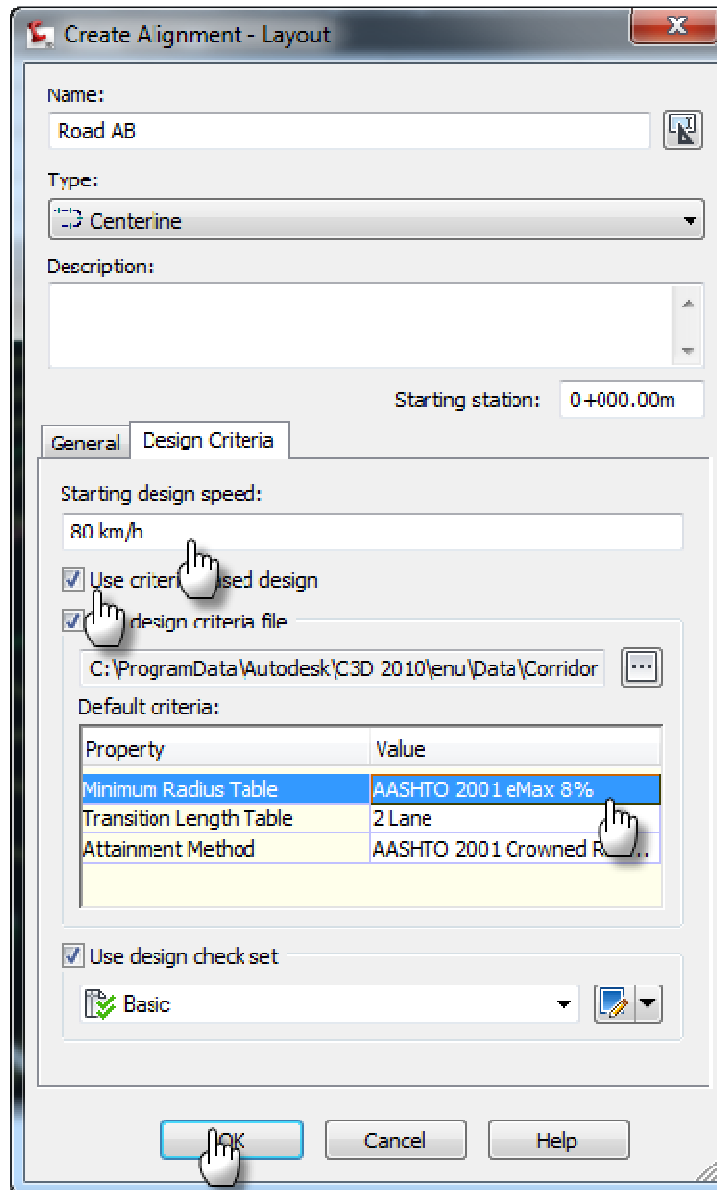 Create Alignment - Layout
Name:
Road AB
Type:
Centerline
Description:
Starting station: 0+000.00m
General Design Criteria
Starting design speed:
80 km/h
Use design
design criteria file
C:\ProgramData\Autodesk\C3D 2010\enu\Data\Corridor ...
Default criteria:
Property Value
Minimum Radius Table AASHTO 2001 eMax 8%
Transition Length Table 2 Lane
Attainment Method AASHTO 2001 Crowned
Use design check set
Basic
OK Cancel Help